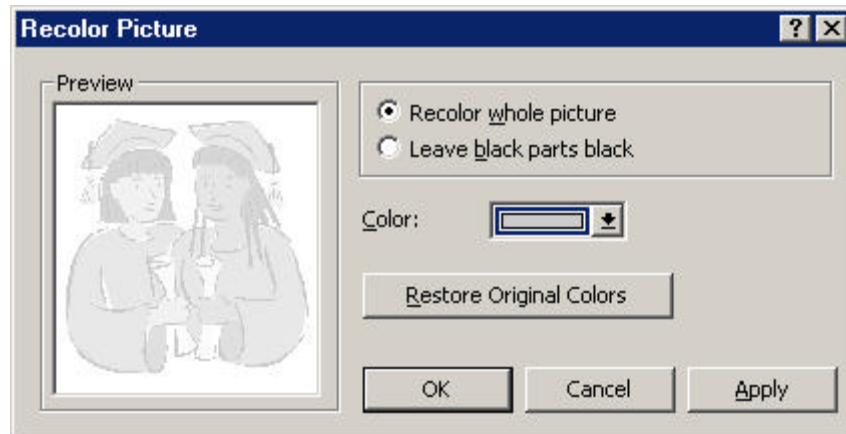 Recolor Picture
Preview
Recolor whole picture
Leave black parts black
Color:
Restore Original Colors
OK
Cancel
Apply